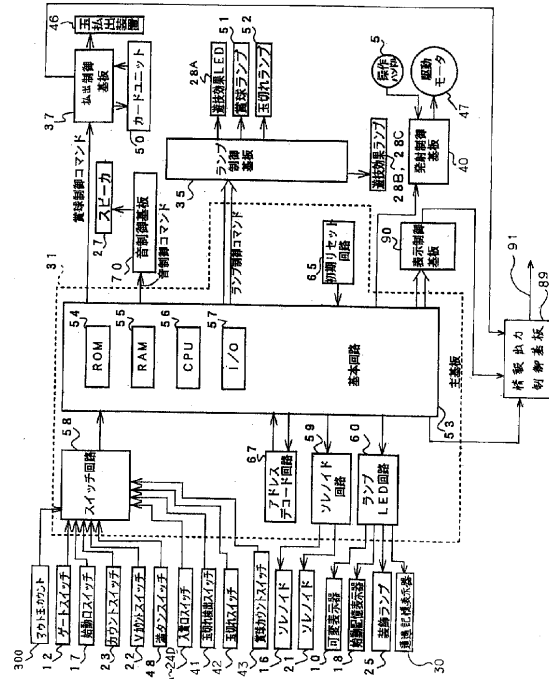 46
玉払出装置
37
払出制御基板
カードユニット
50
賞球制御コマンド
スピーカ
27
音制御基板
70
音制御コマンド
31
28A
遊技効果LED
51
賞球ランプ
52
玉切れランプ
35
ランプ制御基板
遊技効果ランプ
28B, 28C
ランプ制御コマンド
5
操作ハンドル
駆動モータ
47
発射制御基板
40
初期リセット回路
65
表示制御基板
90
91
情報出力制御基板
89
主基板
54
ROM
55
RAM
56
CPU
57
I/O
基本回路
53
58
スイッチ回路
アドレスデコード回路
67
ソレノイド回路
59
ランプLED回路
60
300
12
ゲートスイッチ
17
始動口スイッチ
23
カウントスイッチ
22
V カウントスイッチ
48
満タンスイッチ
~24D
入賞口スイッチ
41
玉切れ検出スイッチ
42
玉切れスイッチ
43
賞球カウントスイッチ
16
ソレノイド
21
ソレノイド
10
可変表示器
18
始動記憶表示器
25
装飾ランプ
通過記憶表示器
30